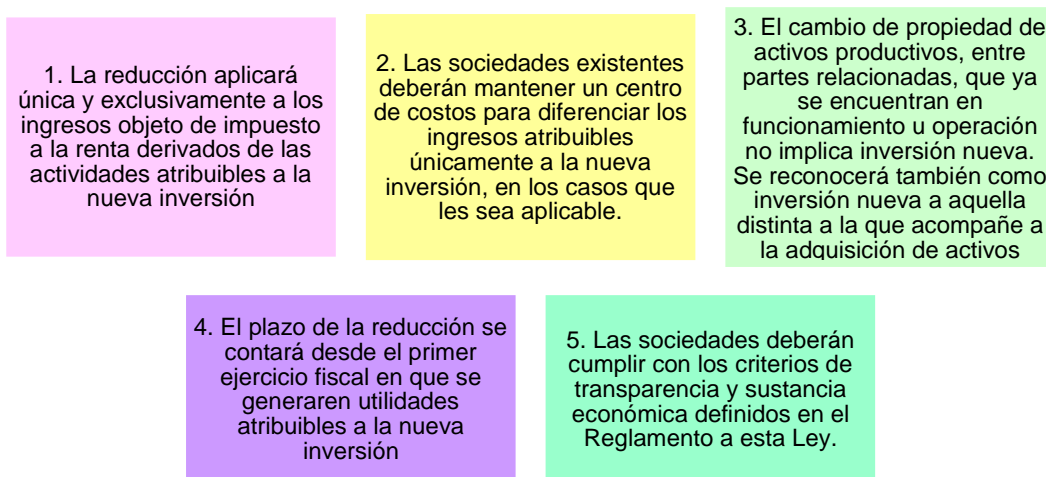 1. La reducción aplicará
única y exclusivamente a los
ingresos objeto de impuesto
a la renta derivados de las
actividades atribuibles a la
nueva inversión
2. Las sociedades existentes
deberán mantener un centro
de costos para diferenciar los
ingresos atribuibles
únicamente a la nueva
inversión, en los casos que
les sea aplicable.
3. El cambio de propiedad de
activos productivos, entre
partes relacionadas, que ya
se encuentran en
funcionamiento u operación
no implica inversión nueva.
Se reconocerá también como
inversión nueva a aquella
distinta a la que acompañe a
la adquisición de activos
4. El plazo de la reducción se
contará desde el primer
ejercicio fiscal en que se
generaren utilidades
atribuibles a la nueva
inversión
5. Las sociedades deberán
cumplir con los criterios de
transparencia y sustancia
económica definidos en el
Reglamento a esta Ley.